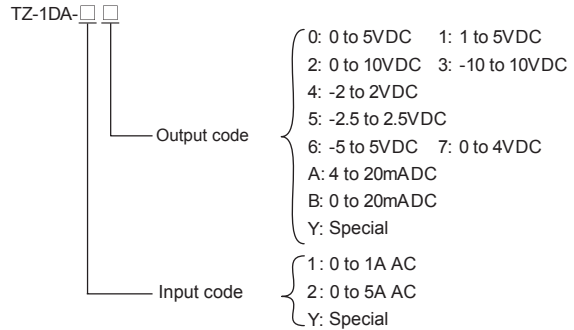 TZ-1DA-□ □
0: 0 to 5VDC 1: 1 to 5VDC
2: 0 to 10VDC 3: -10 to 10VDC
4: -2 to 2VDC
5: -2.5 to 2.5VDC
Output code
6: -5 to 5VDC 7: 0 to 4VDC
A: 4 to 20mADC
B: 0 to 20mADC
Y: Special
1: 0 to 1A AC
Input code
2: 0 to 5A AC
Y: Special